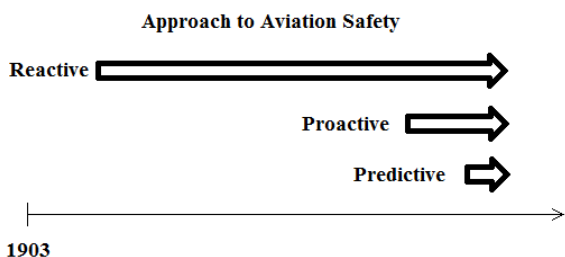 Approach to Aviation Safety
Reactive
Proactive
Predictive
1903